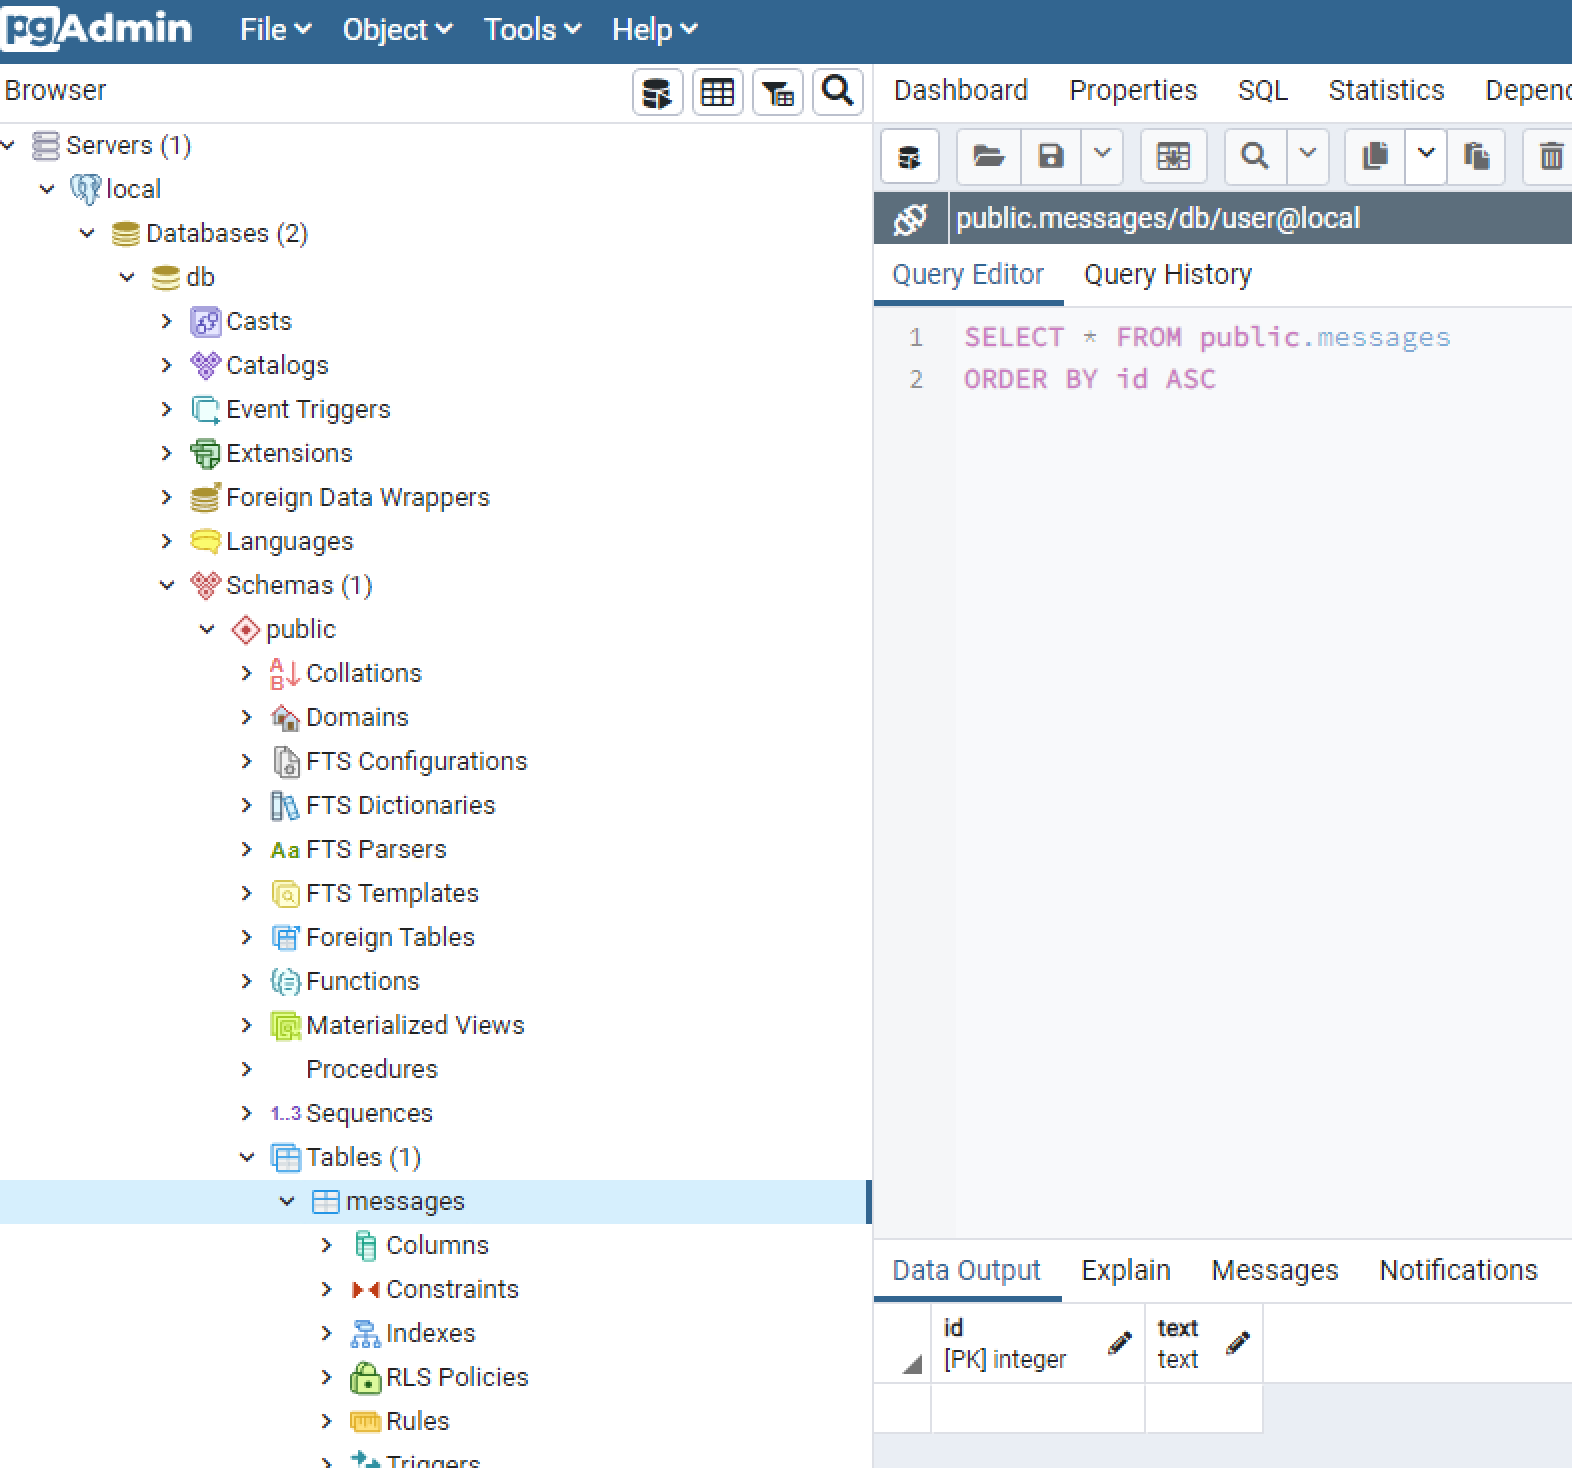 pgAdmin File Object Tools Help
Browser
Servers (1)
local
Databases (2)
db
Casts
Catalogs
Event Triggers
Extensions
Foreign Data Wrappers
Languages
Schemas (1)
public
Collations
Domains
FTS Configurations
FTS Dictionaries
Aa FTS Parsers
FTS Templates
Foreign Tables
Functions
Materialized Views
Procedures
1..3 Sequences
Tables (1)
messages
Columns
Constraints
Indexes
RLS Policies
Rules
Triggers
Dashboard Properties SQL Statistics Depenc
public.messages/db/user@local
Query Editor Query History
1 SELECT * FROM public.messages
2 ORDER BY id ASC
Data Output Explain Messages Notifications
id text
[PK] integer text